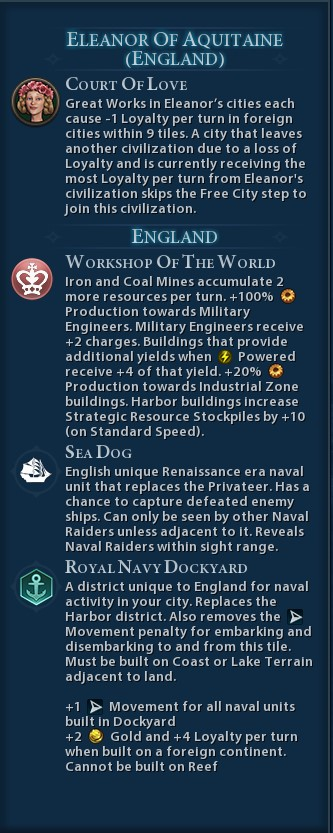 Eleanor Of Aquitaine
(England)
Court Of Love
Great Works in Eleanor's cities each
cause -1 Loyalty per turn in foreign
cities within 9 tiles. A city that leaves
another civilization due to a loss of
Loyalty and is currently receiving the
most Loyalty per turn from Eleanor's
civilization skips the Free City step to
join this civilization.
England
Workshop Of The World
Iron and Coal Mines accumulate 2
more resources per turn. +100%
Production towards Military
Engineers. Military Engineers receive
+2 charges. Buildings that provide
additional yields when Powered
receive +4 of that yield. +20%
Production towards Industrial Zone
buildings. Harbor buildings increase
Strategic Resource Stockpiles by +10
(on Standard Speed).
Sea Dog
English unique Renaissance era naval
unit that replaces the Privateer. Has a
chance to capture defeated enemy
ships. Can only be seen by other Naval
Raiders unless adjacent to it. Reveals
Naval Raiders within sight range.
Royal Navy Dockyard
A district unique to England for naval
activity in your city. Replaces the
Harbor district. Also removes the
Movement penalty for embarking and
disembarking to and from this tile.
Must be built on Coast or Lake Terrain
adjacent to land.
+1 Movement for all naval units
built in Dockyard
+2 Gold and +4 Loyalty per turn
when built on a foreign continent.
Cannot be built on Reef